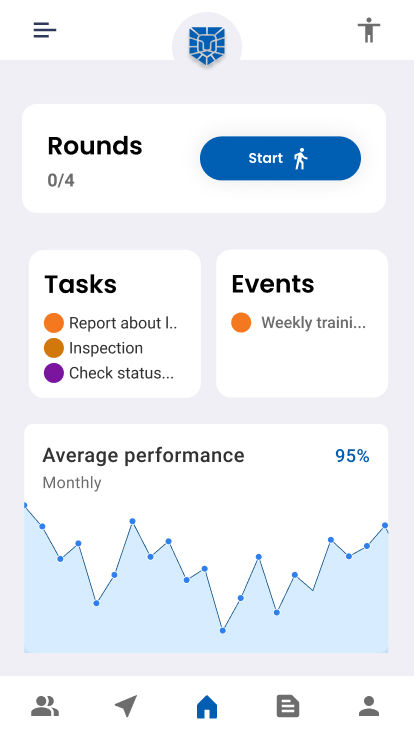 Rounds
0/4
Start
Tasks
Report about l..
Inspection
Check status...
Events
Weekly traini...
Average performance
95%
Monthly